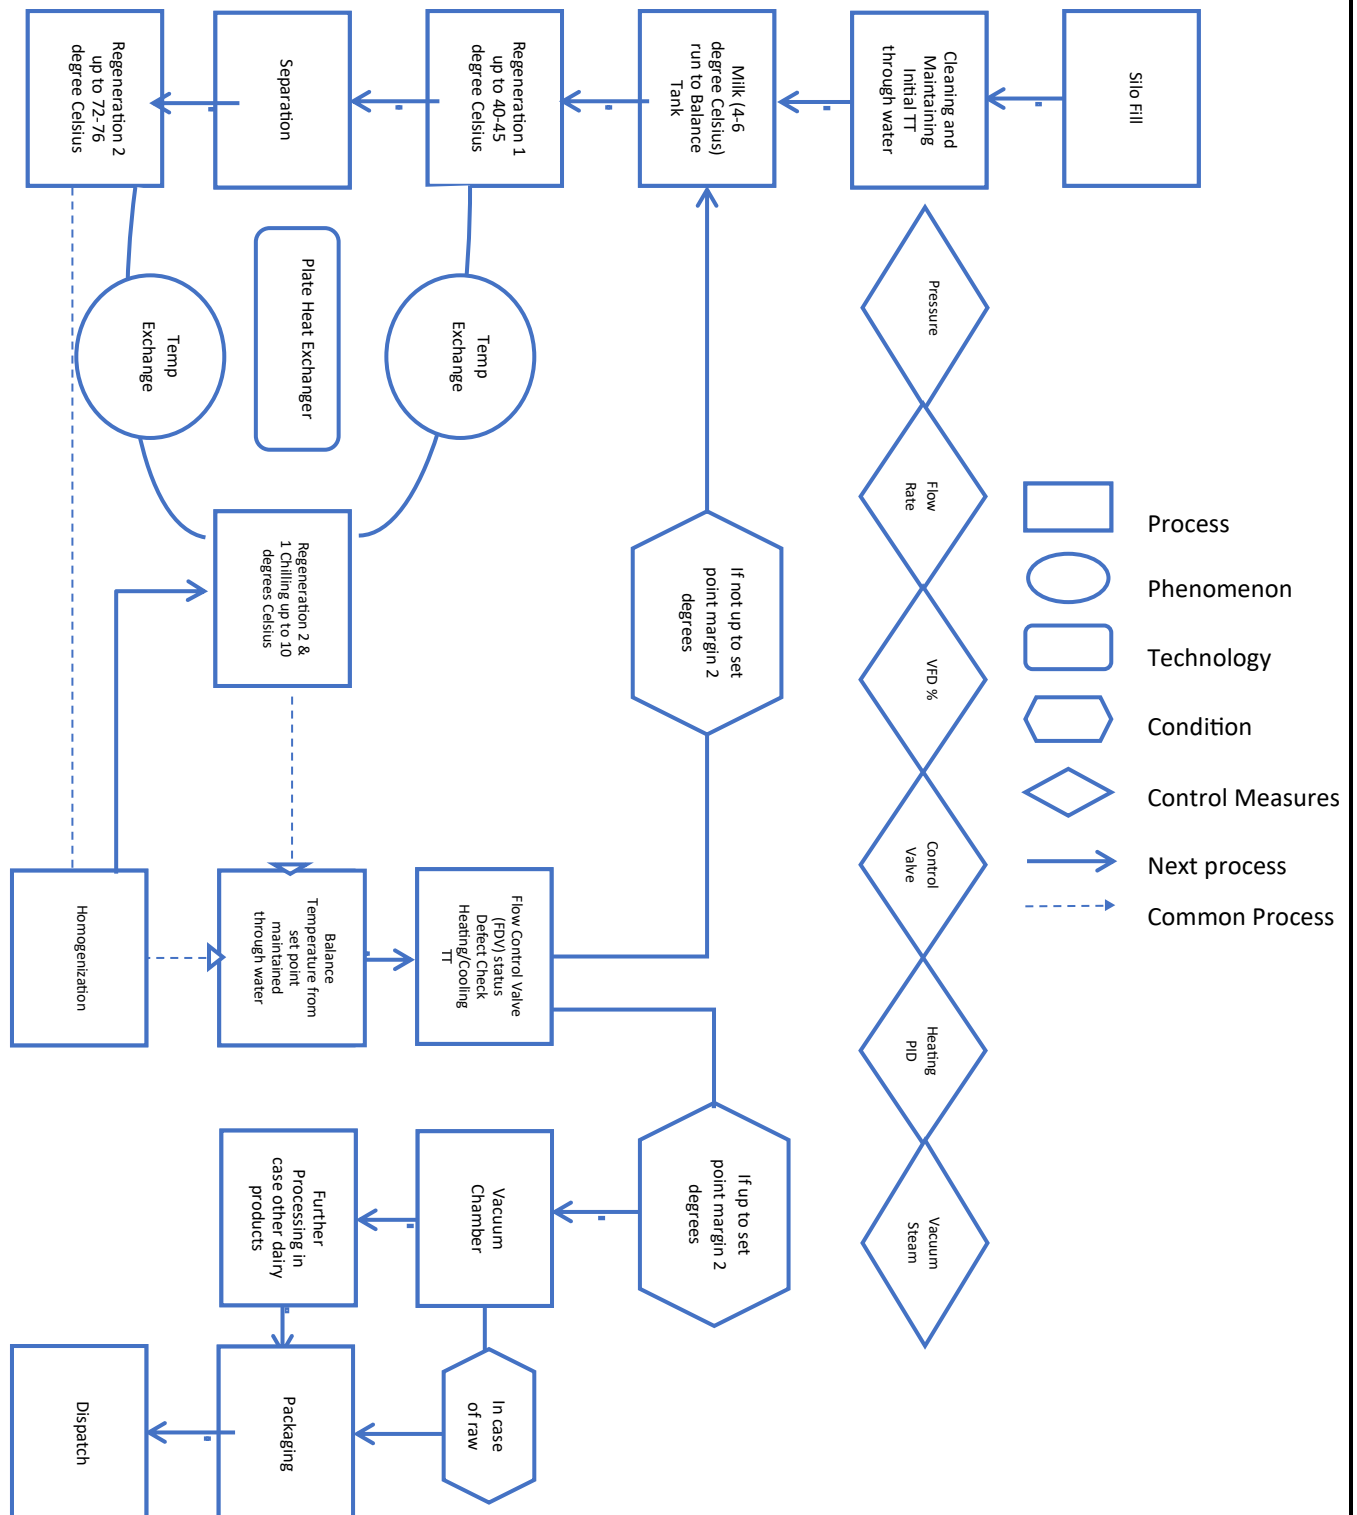 Silo Fill
Cleaning and
Maintaining
Initial TT
through water
Milk (4-6
degree Celsius)
run to Balance
Tank
Regeneration 1
up to 40-45
degree Celsius
Separation
Regeneration 2
up to 72-76
degree Celsius
Temp
Exchange
Plate Heat Exchanger
Temp
Exchange
Regeneration 2 &
1 Chilling up to 10
degrees Celsius
Homogenization
Balance
Temperature from
set point
maintained
through water
Flow Control Valve
(FDV) status
Defect Check
Heating/Cooling
TT
If not up to set
point margin 2
degrees
If up to set
point margin 2
degrees
Vacuum
Chamber
Further
Processing in
case other dairy
products
In case
of raw
Packaging
Dispatch
Pressure
Flow
Rate
VFD %
Control
Valve
Heating
PID
Vacuum
Steam
Process
Phenomenon
Technology
Condition
Control Measures
Next process
Common Process